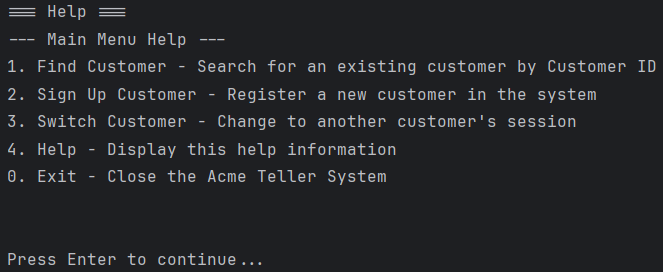 === Help ===
--- Main Menu Help ---
1. Find Customer - Search for an existing customer by Customer ID
2. Sign Up Customer - Register a new customer in the system
3. Switch Customer - Change to another customer's session
4. Help - Display this help information
0. Exit - Close the Acme Teller System
Press Enter to continue...